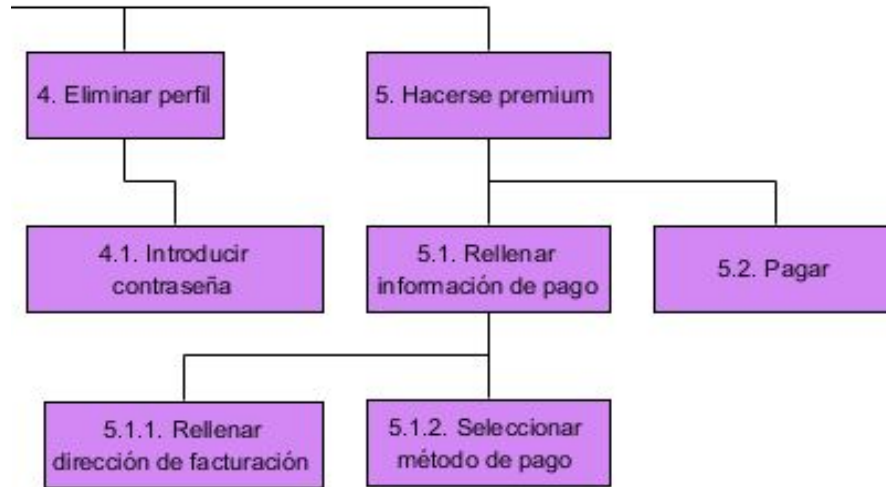 4. Eliminar perfil
5. Hacerse premium
4.1. Introducir
contraseña
5.1. Rellenar
información de pago
5.2. Pagar
5.1.1. Rellenar
dirección de facturación
5.1.2. Seleccionar
método de pago